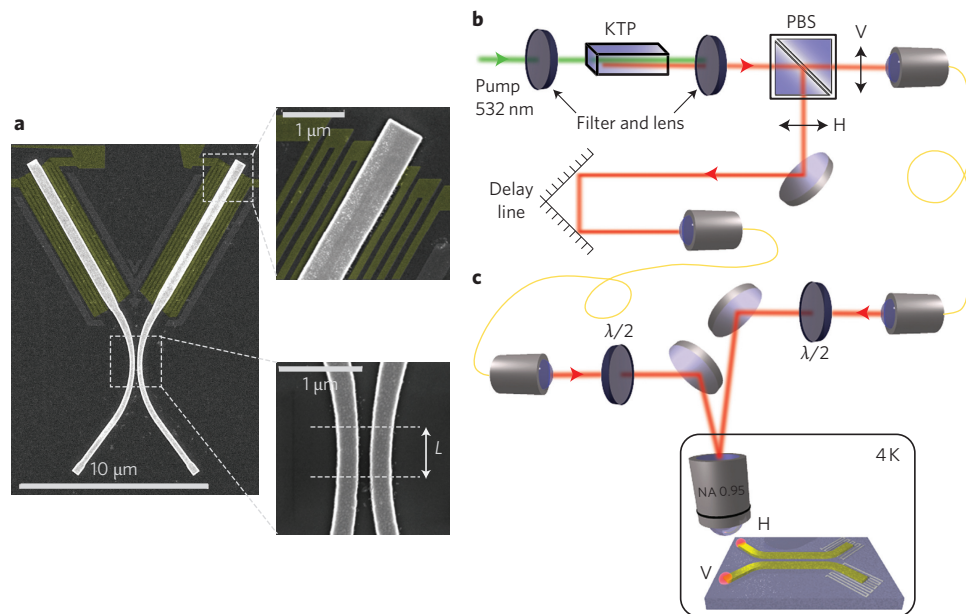 a
1 µm
10 µm
1 µm
L
b
KTP
PBS
V
Pump
532 nm
Filter and lens
H
Delay
line
c
λ/2
λ/2
4 K
NA 0.95
H
V